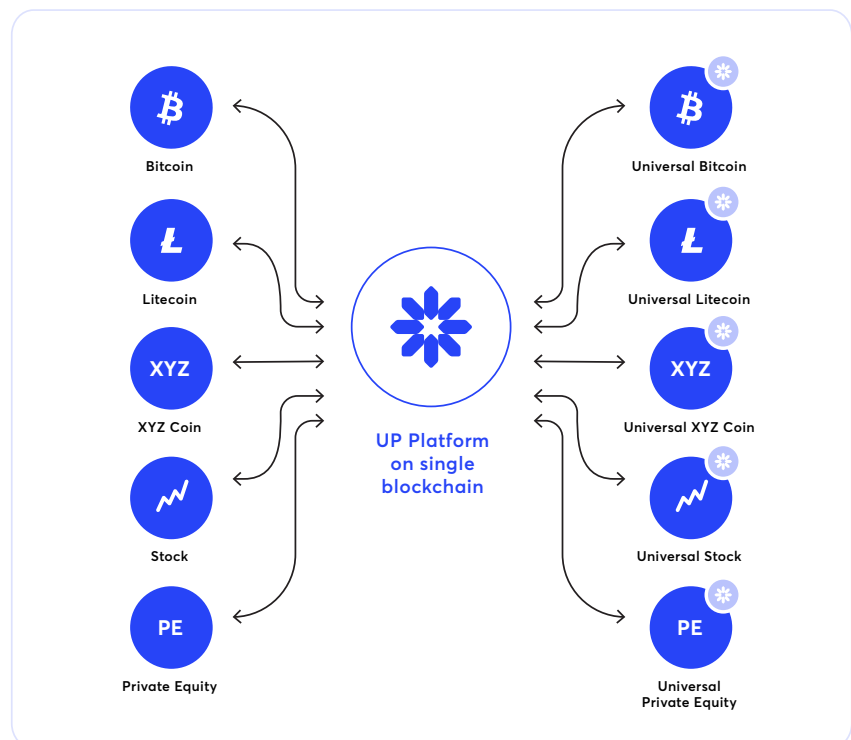 Bitcoin
Litecoin
XYZ
XYZ Coin
Stock
PE
Private Equity
UP Platform
on single
blockchain
Universal Bitcoin
Universal Litecoin
XYZ
Universal XYZ Coin
Universal Stock
PE
Universal
Private Equity